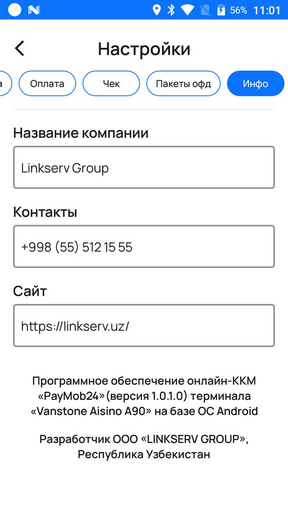 56% 11:01
Настройки
а Оплата Чек Пакеты офд Инфо
Название компании
Linkserv Group
Контакты
+998 (55) 512 15 55
Сайт
https://linkserv.uz/
Программное обеспечение онлайн-ККМ
«PayMob24»(версия 1.0.1.0) терминала
«Vanstone Aisino A90» на базе ОС Android
Разработчик ООО «LINKSERV GROUP»,
Республика Узбекистан